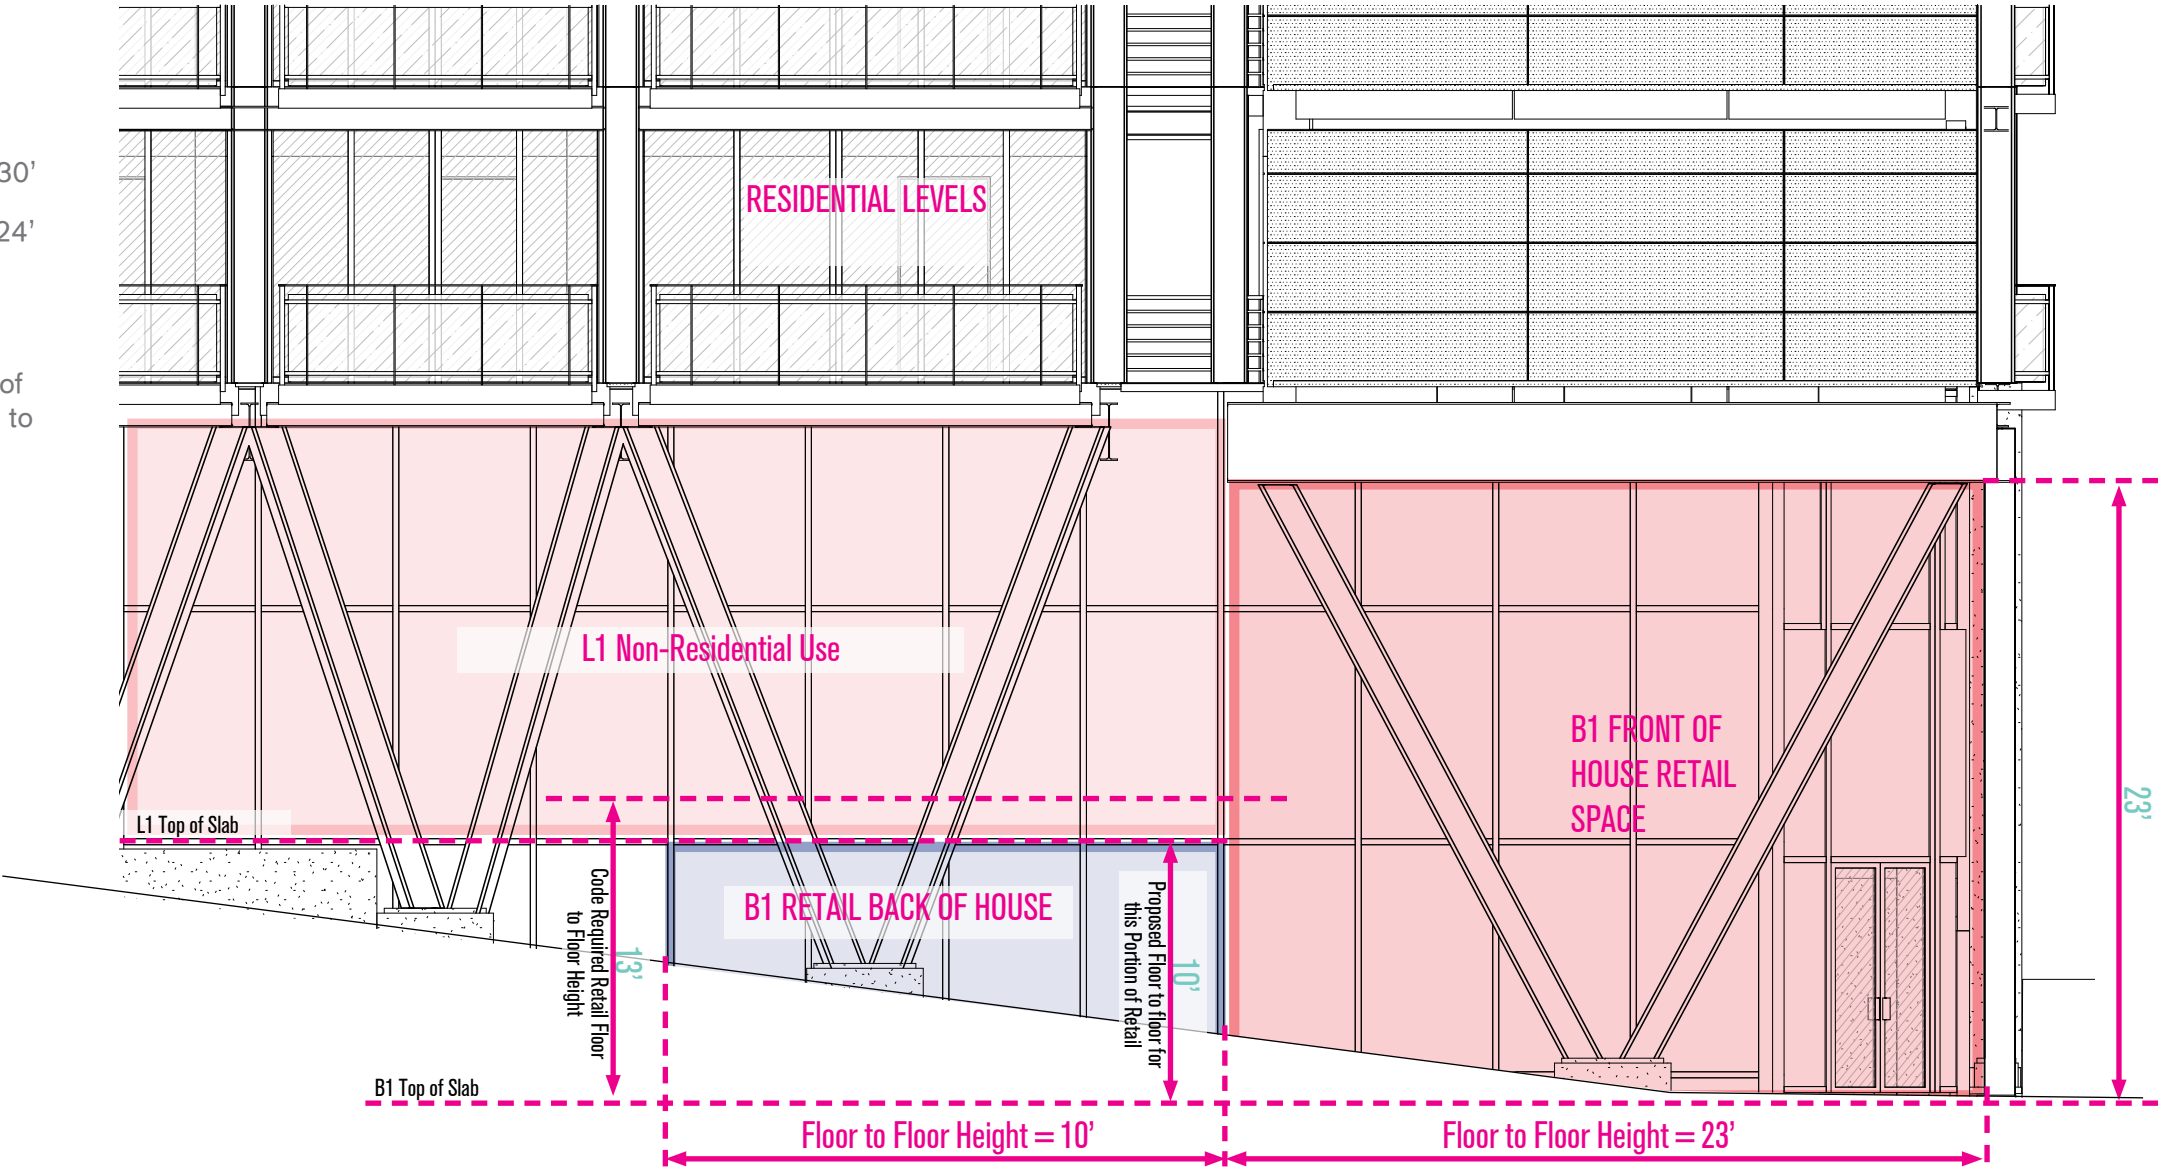 30’
24’
of
to
RESIDENTIAL LEVELS
L1 Non-Residential Use
B1 FRONT OF
HOUSE RETAIL
SPACE
23’
L1 Top of Slab
B1 RETAIL BACK OF HOUSE
Code Required Retail Floor
to Floor Height
13’
Proposed Floor to floor for
this Portion of Retail
10’
B1 Top of Slab
Floor to Floor Height = 10’
Floor to Floor Height = 23’